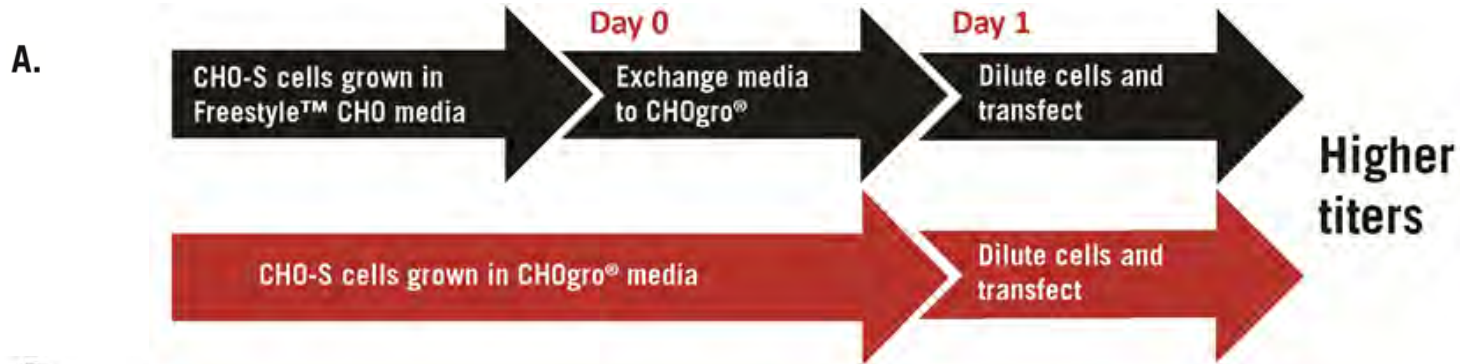 A.
Day 0
Day 1
CHO-S cells grown in
Freestyle™ CHO media
Exchange media
to CHOgro®
Dilute cells and
transfect
Higher
titers
CHO-S cells grown in CHOgro® media
Dilute cells and
transfect